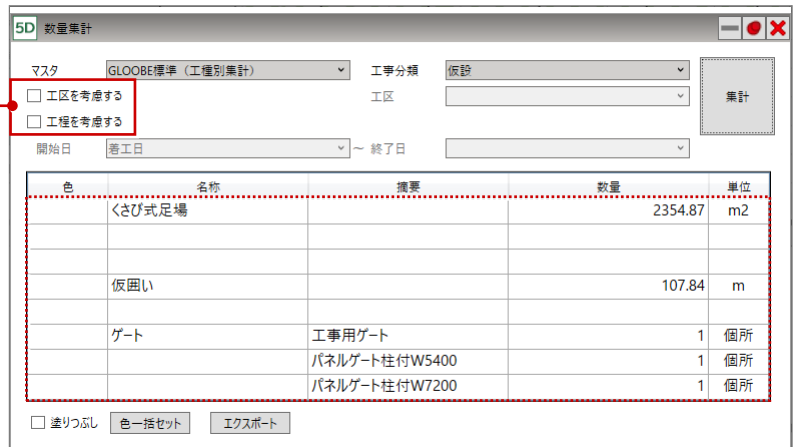 5D 数量集計
マスタ GLOOBE標準（工種別集計） 工事分類 仮設
工区を考慮する 工区 集計
工程を考慮する
開始日 着工日 ～ 終了日
色 名称 摘要 数量 単位
くさび式足場 2354.87 m2
仮囲い 107.84 m
ゲート 工事用ゲート 1 個所
パネルゲート柱付W5400 1 個所
パネルゲート柱付W7200 1 個所
塗りつぶし 色一括セット エクスポート